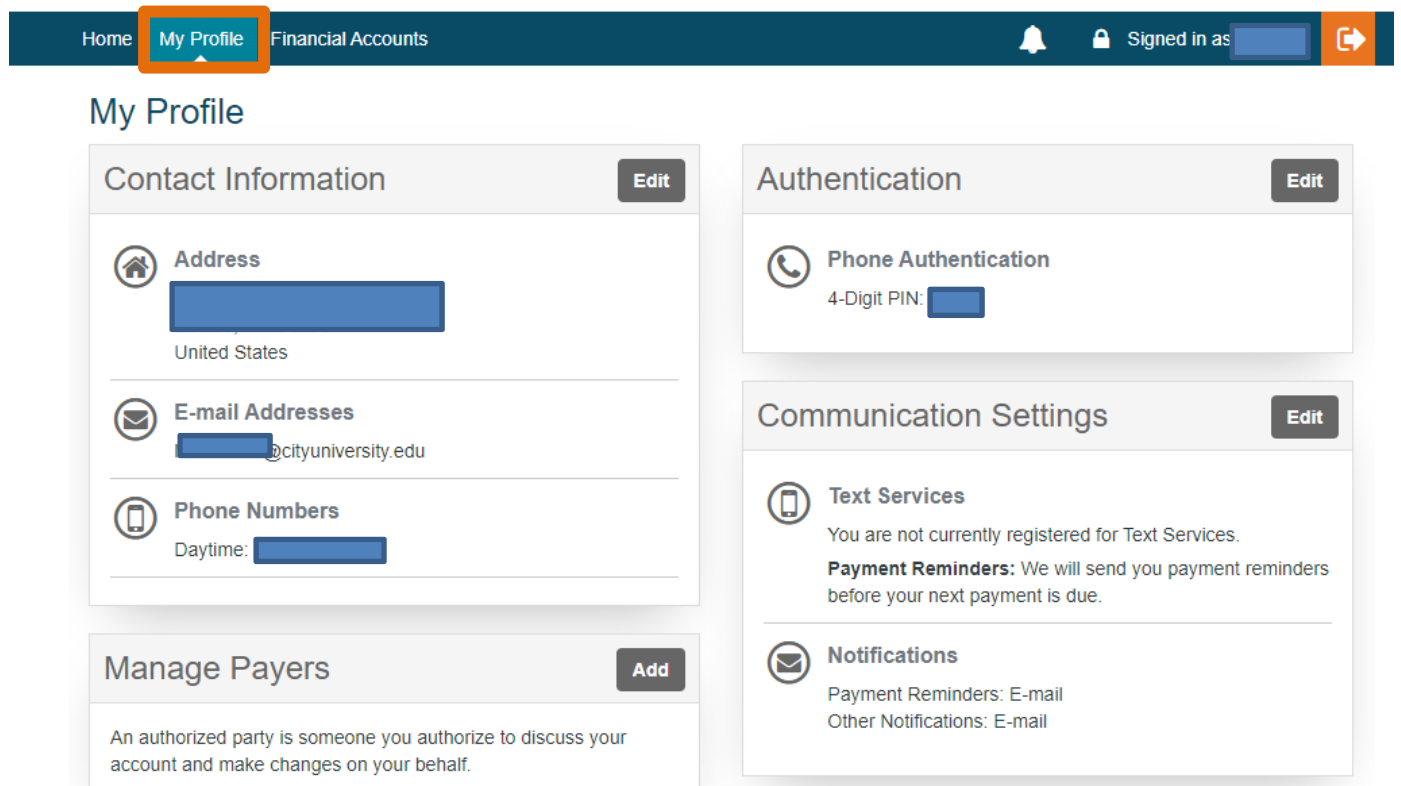 Home My Profile Financial Accounts Signed in as
My Profile
Contact Information Edit
Address
United States
E-mail Addresses
@cityuniversity.edu
Phone Numbers
Daytime:
Manage Payers Add
An authorized party is someone you authorize to discuss your
account and make changes on your behalf.
Authentication Edit
Phone Authentication
4-Digit PIN:
Communication Settings Edit
Text Services
You are not currently registered for Text Services.
Payment Reminders: We will send you payment reminders
before your next payment is due.
Notifications
Payment Reminders: E-mail
Other Notifications: E-mail